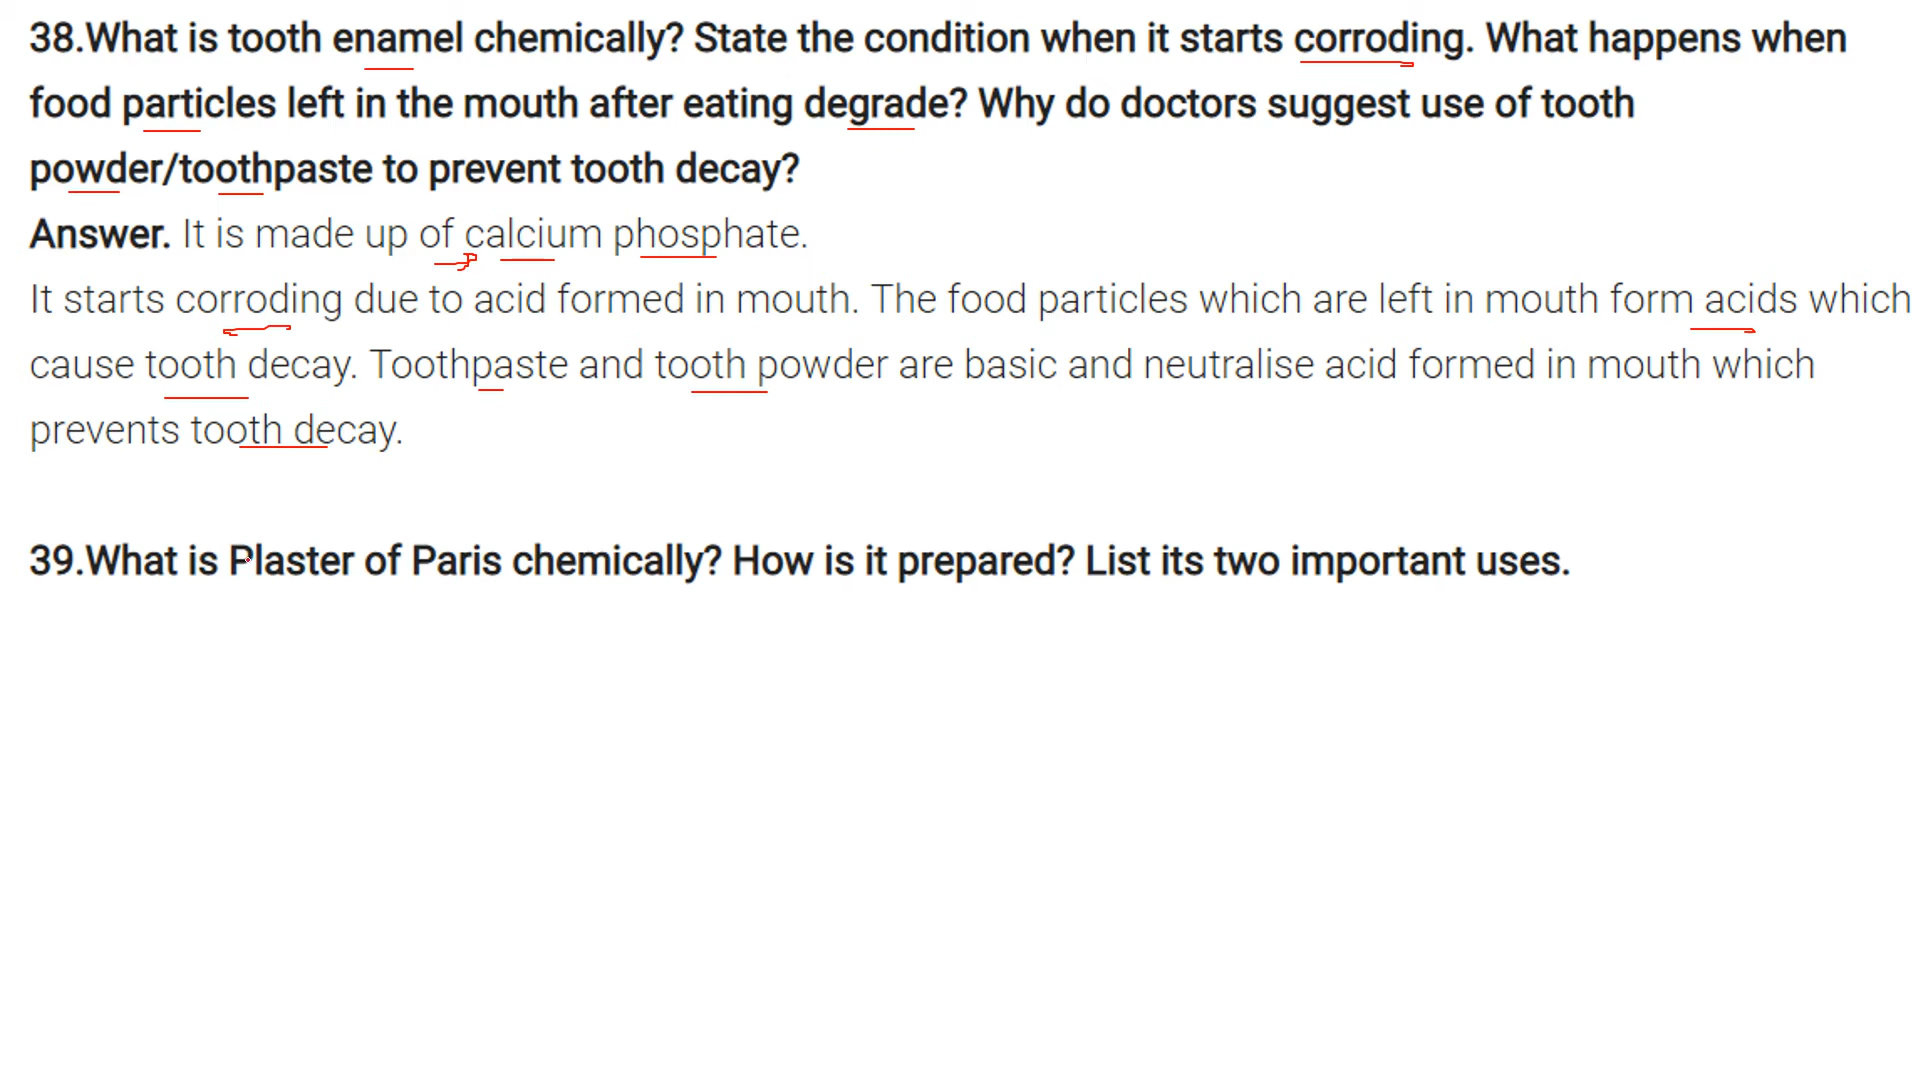 38.What is tooth enamel chemically? State the condition when it starts corroding. What happens when
food particles left in the mouth after eating degrade? Why do doctors suggest use of tooth
powder/toothpaste to prevent tooth decay?
Answer. It is made up of calcium phosphate.
It starts corroding due to acid formed in mouth. The food particles which are left in mouth form acids which
cause tooth decay. Toothpaste and tooth powder are basic and neutralise acid formed in mouth which
prevents tooth decay.
39.What is Plaster of Paris chemically? How is it prepared? List its two important uses.